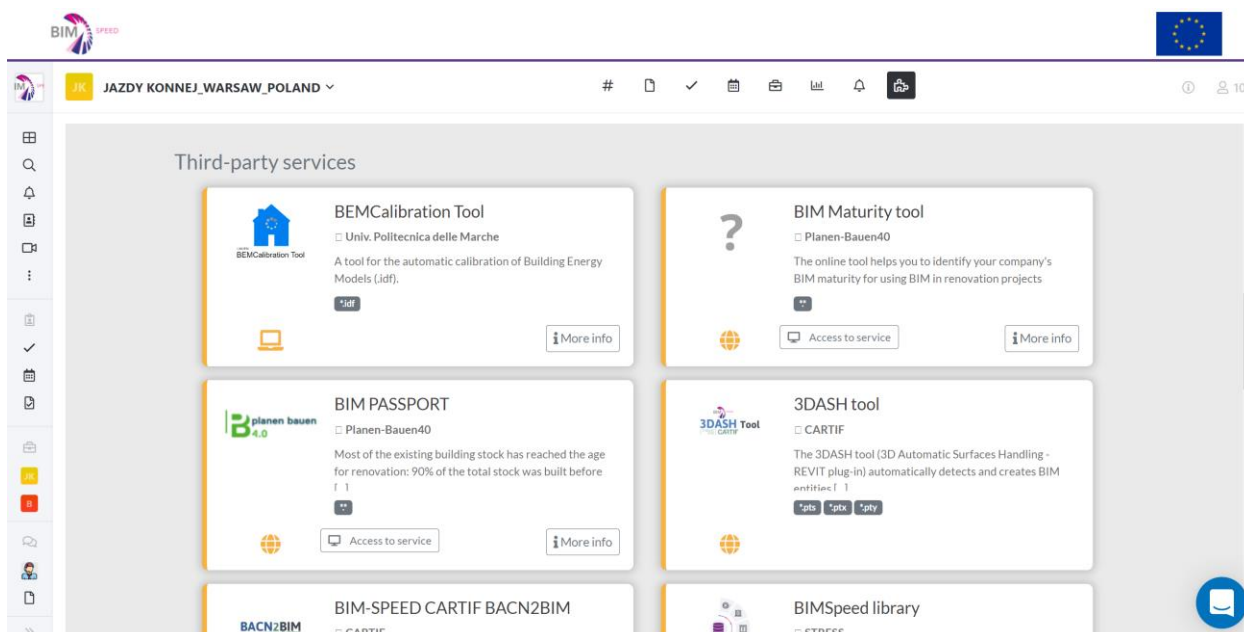 BIM SPEED
JK JAZDY KONNEJ_WARSAW_POLAND
10
Third-party services
BEMCalibration Tool
Univ. Politecnica delle Marche
A tool for the automatic calibration of Building Energy
Models (.idf).
BEMCalibration Tool
*.idf
More info
BIM Maturity tool
Planen-Bauen40
The online tool helps you to identify your company's
BIM maturity for using BIM in renovation projects
*.*
Access to service
More info
planen bauen
4.0
BIM PASSPORT
Planen-Bauen40
Most of the existing building stock has reached the age
for renovation: 90% of the total stock was built before
[...]
*.*
Access to service
More info
3DASH Tool
CARTIF
3DASH tool
CARTIF
The 3DASH tool (3D Automatic Surfaces Handling -
REVIT plug-in) automatically detects and creates BIM
entities [...]
*.pts *.ptx *.pty
JK
B
BACN2BIM
BIM-SPEED CARTIF BACN2BIM
CARTIF
BIMSpeed library
STRESS